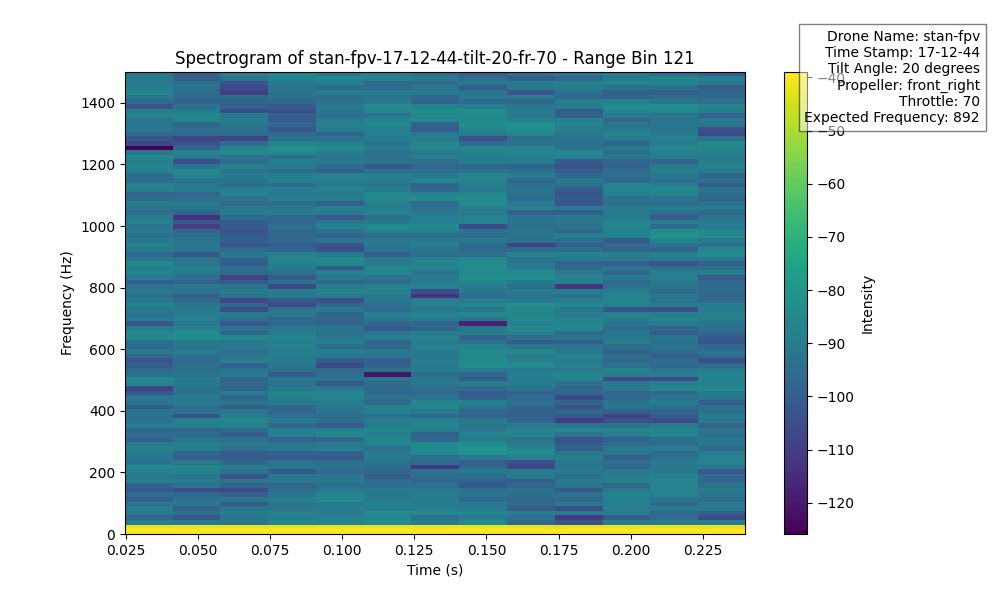 Spectrogram of stan-fpv-17-12-44-tilt-20-fr-70 - Range Bin 121
Drone Name: stan-fpv
Time Stamp: 17-12-44
Tilt Angle: 20 degrees
Propeller: front_right
Throttle: 70
Expected Frequency: 892
Frequency (Hz)
1400
1200
1000
800
600
400
200
0
0.025
0.050
0.075
0.100
0.125
0.150
0.175
0.200
0.225
Time (s)
−40
−50
−60
−70
−80
−90
−100
−110
−120
Intensity